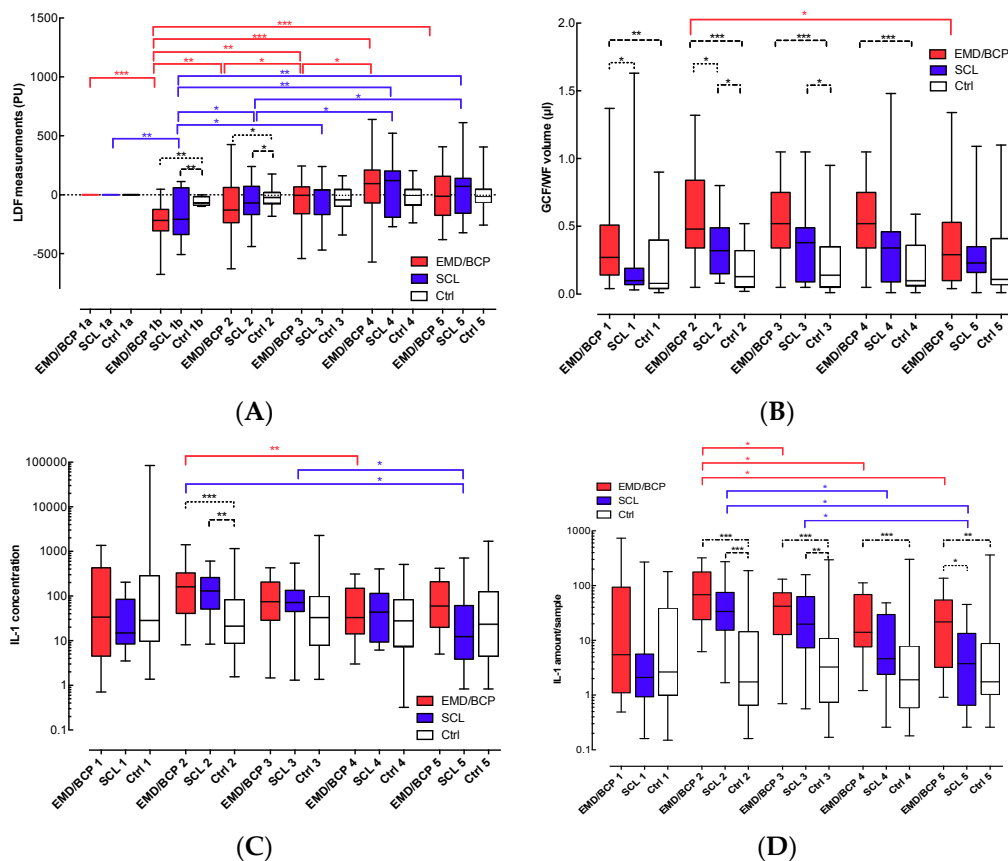 LDF measurements (PU)
1500
1000
500
0
-500
***
***
**
***
**
*
*
**
**
*
*
*
**
*
*
**
**
*
*
EMD/BCP
SCL
Ctrl
EMD/BCP 1a
SCL 1a
Ctrl 1a
EMD/BCP 1b
SCL 1b
Ctrl 1b
EMD/BCP 2
SCL 2
Ctrl 2
EMD/BCP 3
SCL 3
Ctrl 3
EMD/BCP 4
SCL 4
Ctrl 4
EMD/BCP 5
SCL 5
Ctrl 5
(A)
GCF/WF volume (µl)
2.0
1.5
1.0
0.5
0.0
*
**
*
***
*
*
***
*
***
EMD/BCP
SCL
Ctrl
EMD/BCP 1
SCL 1
Ctrl 1
EMD/BCP 2
SCL 2
Ctrl 2
EMD/BCP 3
SCL 3
Ctrl 3
EMD/BCP 4
SCL 4
Ctrl 4
EMD/BCP 5
SCL 5
Ctrl 5
(B)
IL-1 concentration
100000
10000
1000
100
10
1
0.1
**
*
*
***
**
EMD/BCP
SCL
Ctrl
EMD/BCP 1
SCL 1
Ctrl 1
EMD/BCP 2
SCL 2
Ctrl 2
EMD/BCP 3
SCL 3
Ctrl 3
EMD/BCP 4
SCL 4
Ctrl 4
EMD/BCP 5
SCL 5
Ctrl 5
(C)
IL-1 amount/sample
1000
100
10
1
0.1
EMD/BCP
SCL
Ctrl
*
*
*
*
*
***
***
***
**
***
**
*
EMD/BCP 1
SCL 1
Ctrl 1
EMD/BCP 2
SCL 2
Ctrl 2
EMD/BCP 3
SCL 3
Ctrl 3
EMD/BCP 4
SCL 4
Ctrl 4
EMD/BCP 5
SCL 5
Ctrl 5
(D)